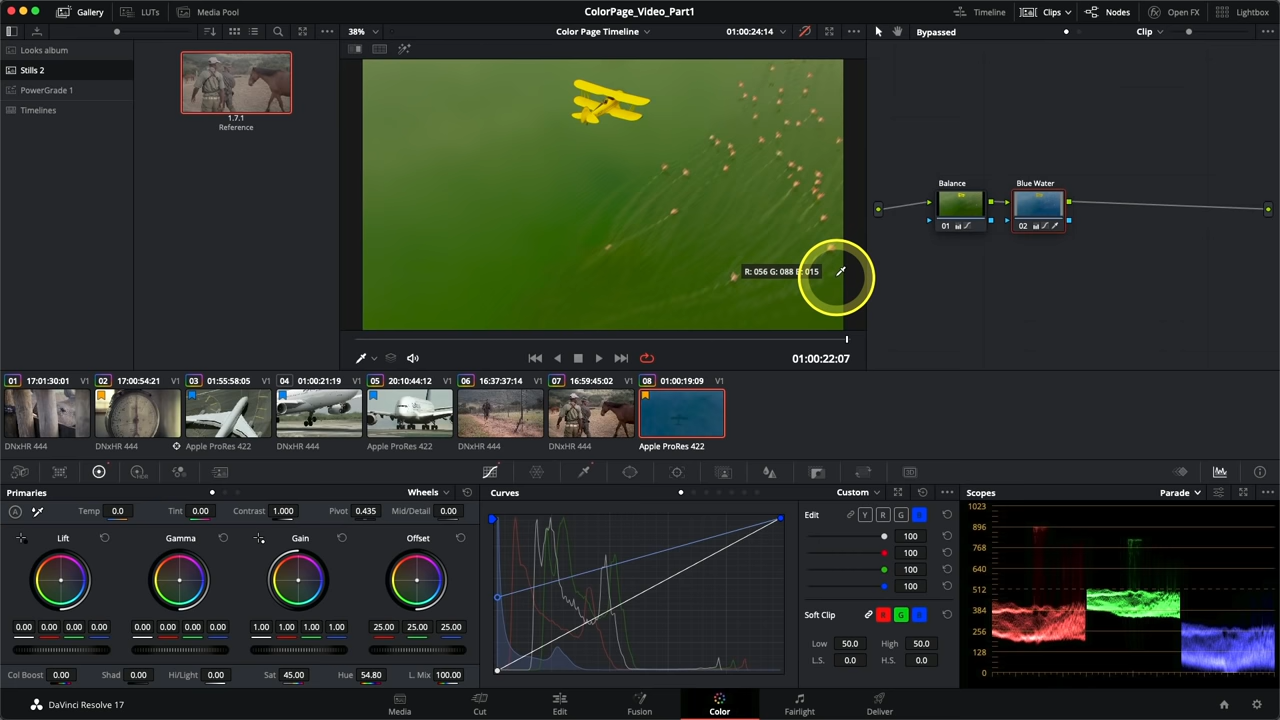 Gallery LUTs Media Pool ColorPage_Video_Part1 Timeline Clips Nodes Open FX Lightbox
38% Color Page Timeline 01:00:24:14 Bypassed Clip
Looks album
Stills 2
PowerGrade 1
Timelines
1.7.1
Reference
R: 056 G: 088 B: 015
Balance Blue Water
01 02
01:00:22:07
01 17:01:30:01 V1 02 17:00:54:21 V1 03 01:55:58:05 V1 04 01:00:21:19 V1 05 20:10:44:12 V1 06 16:37:37:14 V1 07 16:59:45:02 V1 08 01:00:19:09 V1
DNxHR 444 DNxHR 444 Apple ProRes 422 DNxHR 444 Apple ProRes 422 DNxHR 444 DNxHR 444 Apple ProRes 422
Primaries Wheels Curves Custom Scopes Parade
A Temp 0.0 Tint 0.00 Contrast 1.000 Pivot 0.435 Mid/Detail 0.00
Lift Gamma Gain Offset
0.00 0.00 0.00 0.00 0.00 0.00 0.00 0.00 1.00 1.00 1.00 1.00 25.00 25.00 25.00
Col Boost 0.00 Shad 0.00 Hi/Light 0.00 Sat 45.00 Hue 54.80 L. Mix 100.00
Edit Y R G B
100
100
100
100
Soft Clip R G B
Low 50.0 High 50.0
L.S. 0.0 H.S. 0.0
1023
896
768
640
512
384
256
128
0
DaVinci Resolve 17 Media Cut Edit Fusion Color Fairlight Deliver